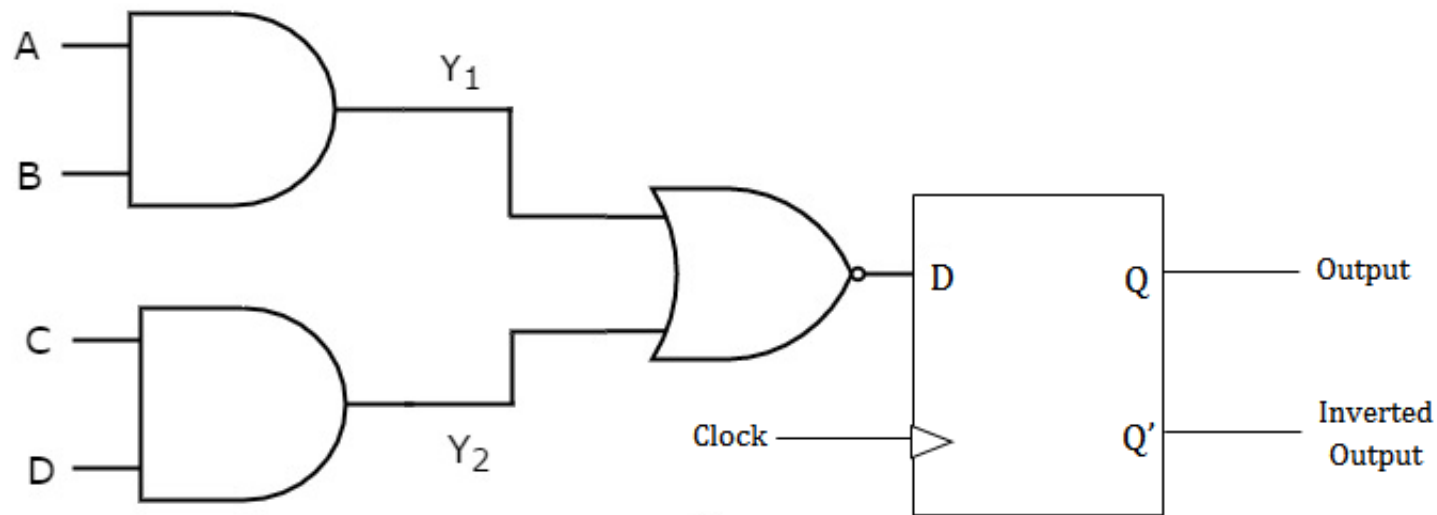 A
B
Y₁
C
D
Y₂
D
Q
Output
Clock
Q’
Inverted
Output